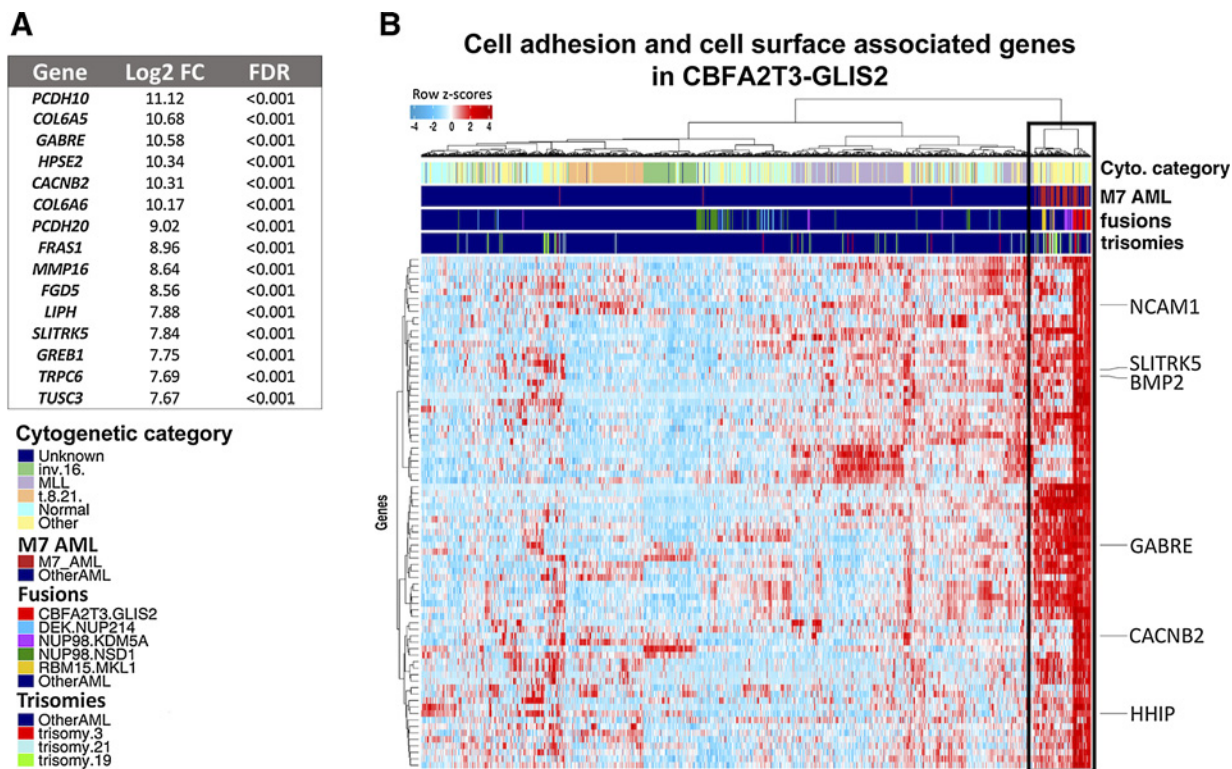 A
Gene Log2 FC FDR
PCDH10 11.12 <0.001
COL6A5 10.68 <0.001
GABRE 10.58 <0.001
HPSE2 10.34 <0.001
CACNB2 10.31 <0.001
COL6A6 10.17 <0.001
PCDH20 9.02 <0.001
FRAS1 8.96 <0.001
MMP16 8.64 <0.001
FGD5 8.56 <0.001
LIPH 7.88 <0.001
SLITRK5 7.84 <0.001
GREB1 7.75 <0.001
TRPC6 7.69 <0.001
TUSC3 7.67 <0.001
Cytogenetic category
Unknown
inv.16.
MLL
t.8.21.
Normal
Other
M7 AML
M7_AML
OtherAML
Fusions
CBFA2T3.GLIS2
DEK.NUP214
NUP98.KDM5A
NUP98.NSD1
RBM15.MKL1
OtherAML
Trisomies
OtherAML
trisomy.3
trisomy.21
trisomy.19
B
Cell adhesion and cell surface associated genes
in CBFA2T3-GLIS2
Row z-scores
-4 -2 0 2 4
Cyto. category
M7 AML
fusions
trisomies
Genes
NCAM1
SLITRK5
BMP2
GABRE
CACNB2
HHIP